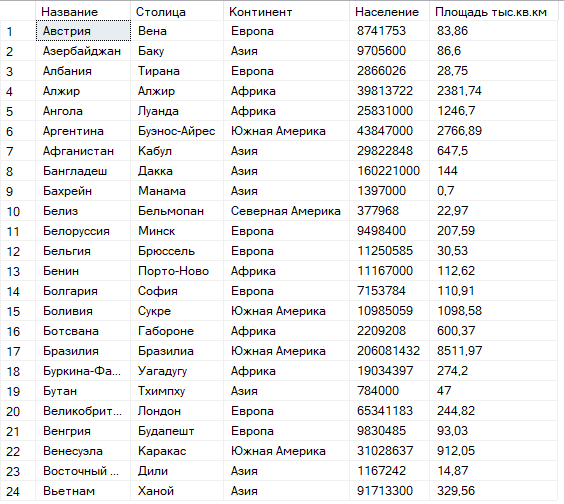 Название Столица Континент Население Площадь тыс.кв.км
1 Австрия Вена Европа 8741753 83,86
2 Азербайджан Баку Азия 9705600 86,6
3 Албания Тирана Европа 2866026 28,75
4 Алжир Алжир Африка 39813722 2381,74
5 Ангола Луанда Африка 25831000 1246,7
6 Аргентина Буэнос-Айрес Южная Америка 43847000 2766,89
7 Афганистан Кабул Азия 29822848 647,5
8 Бангладеш Дакка Азия 160221000 144
9 Бахрейн Манама Азия 1397000 0,7
10 Белиз Бельмопан Северная Америка 377968 22,97
11 Белоруссия Минск Европа 9498400 207,59
12 Бельгия Брюссель Европа 11250585 30,53
13 Бенин Порто-Ново Африка 11167000 112,62
14 Болгария София Европа 7153784 110,91
15 Боливия Сукре Южная Америка 10985059 1098,58
16 Ботсвана Габороне Африка 2209208 600,37
17 Бразилия Бразилиа Южная Америка 206081432 8511,97
18 Буркина-Фа... Уагадугу Африка 19034397 274,2
19 Бутан Тхимпху Азия 784000 47
20 Великобрит... Лондон Европа 65341183 244,82
21 Венгрия Будапешт Европа 9830485 93,03
22 Венесуэла Каракас Южная Америка 31028637 912,05
23 Восточный ... Дили Азия 1167242 14,87
24 Вьетнам Ханой Азия 91713300 329,56